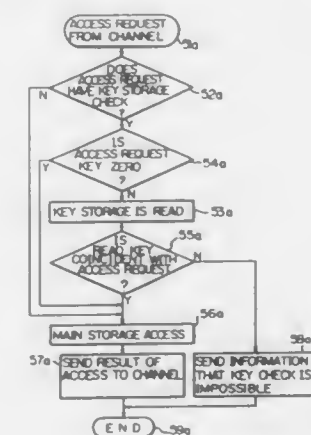 ACCESS REQUEST
FROM CHANNEL
51a
DOES
ACCESS REQUEST
HAVE KEY STORAGE
CHECK
?
52a
N
Y
IS
ACCESS REQUEST
KEY ZERO
?
54a
Y
N
KEY STORAGE IS READ
53a
IS
READ KEY
COINCIDENT WITH
ACCESS REQUEST
?
55a
N
Y
56a
MAIN STORAGE ACCESS
57a
SEND RESULT OF
ACCESS TO CHANNEL
58a
SEND INFORMATION
THAT KEY CHECK IS
IMPOSSIBLE
END
59a